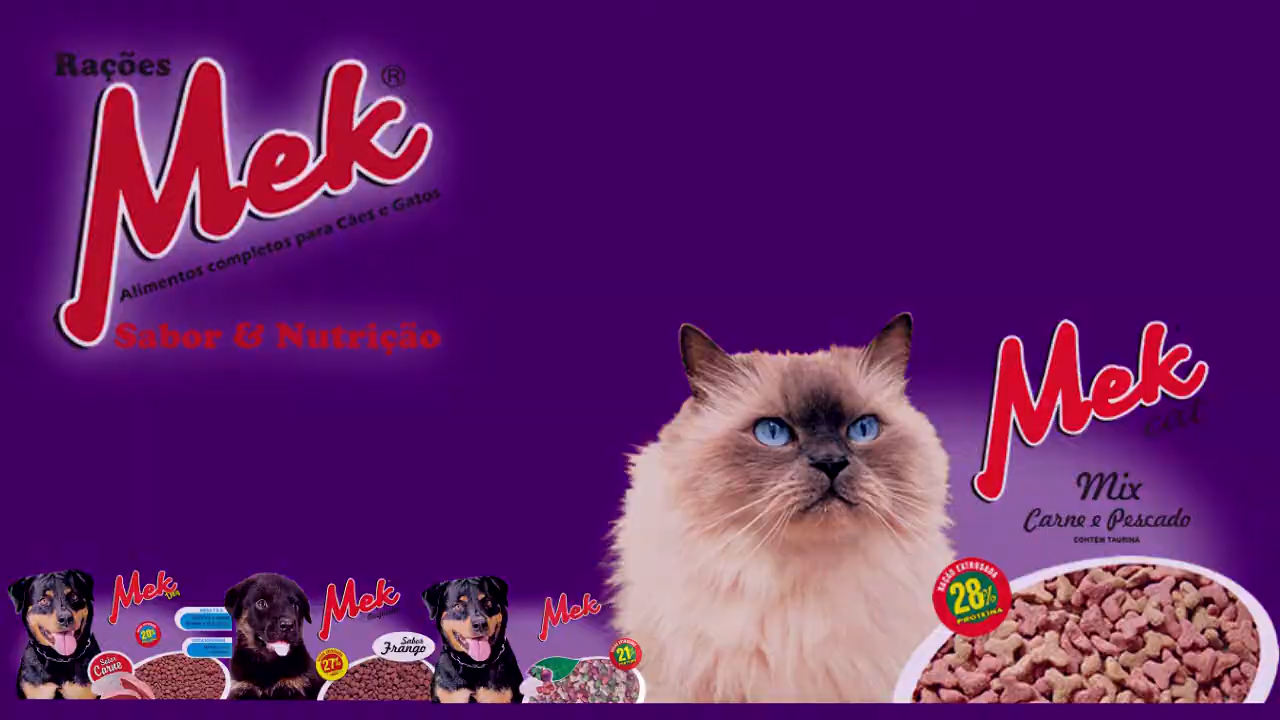 Rações
Mek®
Alimentos completos para Cães e Gatos
Sabor & Nutrição
Mek
cat
Mix
Carne e Pescado
CONTÉM TAURINA
RAÇÃO EXTRUSADA
28%
PROTEÍNA
Mek
Dog
Sabor
Carne
Mek
27%
Sabor
Frango
Mek
21%